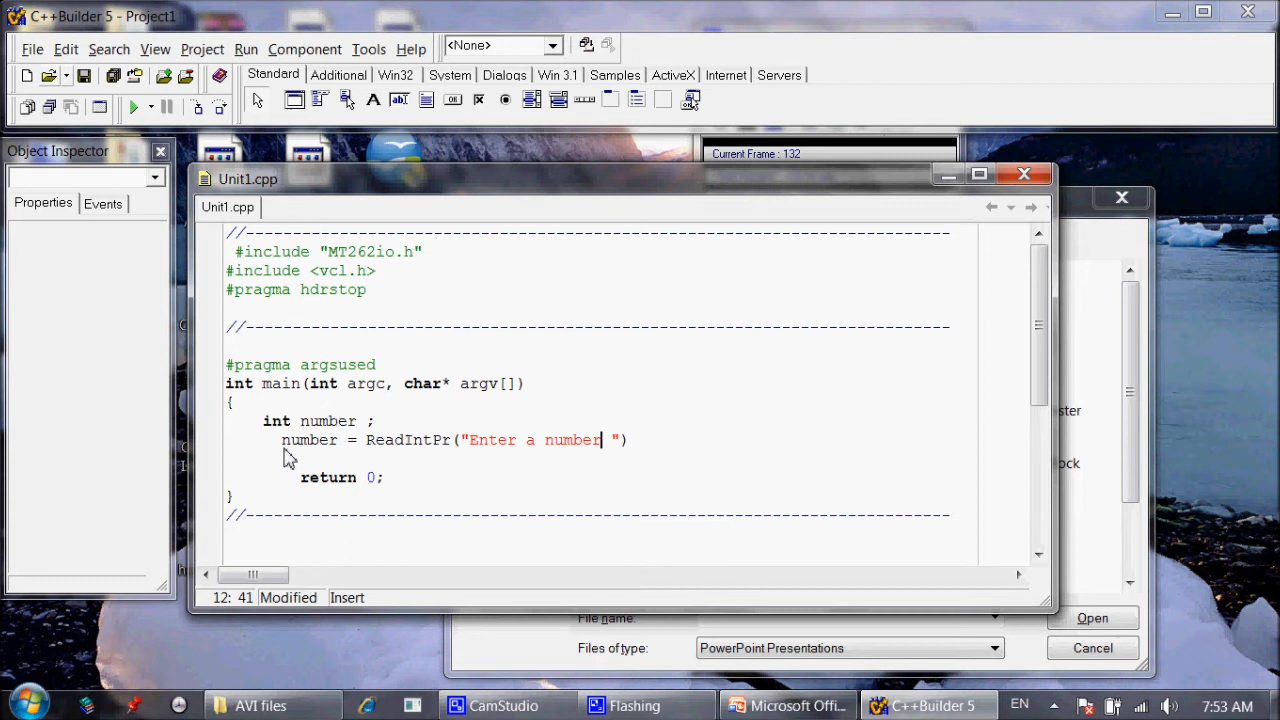 C++Builder 5 - Project1
File Edit Search View Project Run Component Tools Help <None>
Standard Additional Win32 System Dialogs Win 3.1 Samples ActiveX Internet Servers
Object Inspector
Properties Events
Current Frame : 132
Unit1.cpp
Unit1.cpp
//---------------------------------------------------------------------------
#include "MT262io.h"
#include <vcl.h>
#pragma hdrstop
//---------------------------------------------------------------------------
#pragma argsused
int main(int argc, char* argv[])
{
int number ;
number = ReadIntPr("Enter a number ")
return 0;
}
//---------------------------------------------------------------------------
12: 41 Modified Insert
File name: Open
Files of type: PowerPoint Presentations Cancel
AVI files CamStudio Flashing Microsoft Offi... C++Builder 5 EN 7:53 AM